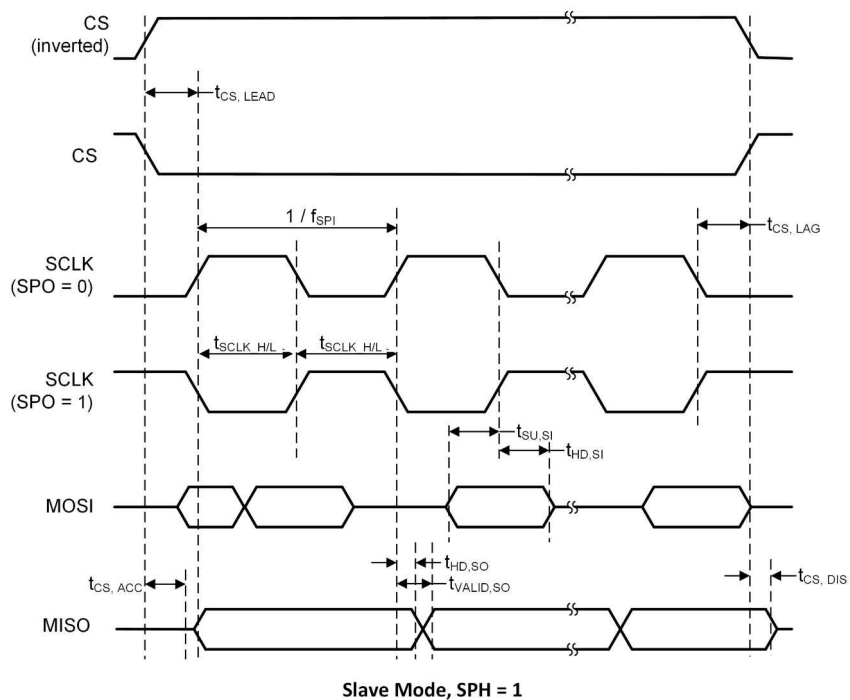 CS
(inverted)
tCS, LEAD
CS
1 / fSPI
tCS, LAG
SCLK
(SPO = 0)
tSCLK_H/L
tSCLK_H/L
SCLK
(SPO = 1)
tSU,SI
tHD,SI
MOSI
tHD,SO
tCS, ACC
tVALID,SO
tCS, DIS
MISO
Slave Mode, SPH = 1